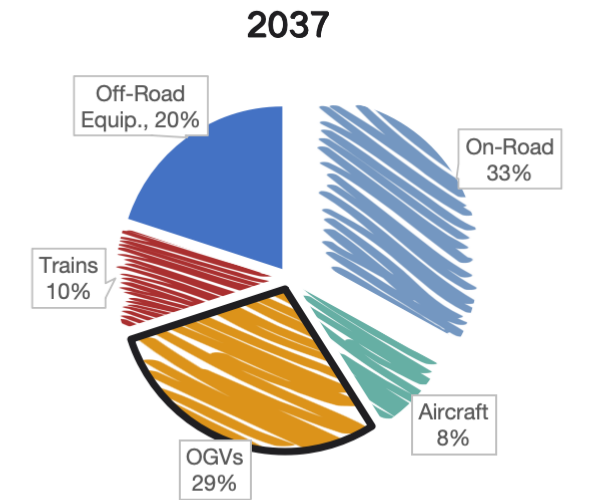 2037
Off-Road
Equip., 20%
On-Road
33%
Trains
10%
Aircraft
8%
OGVs
29%